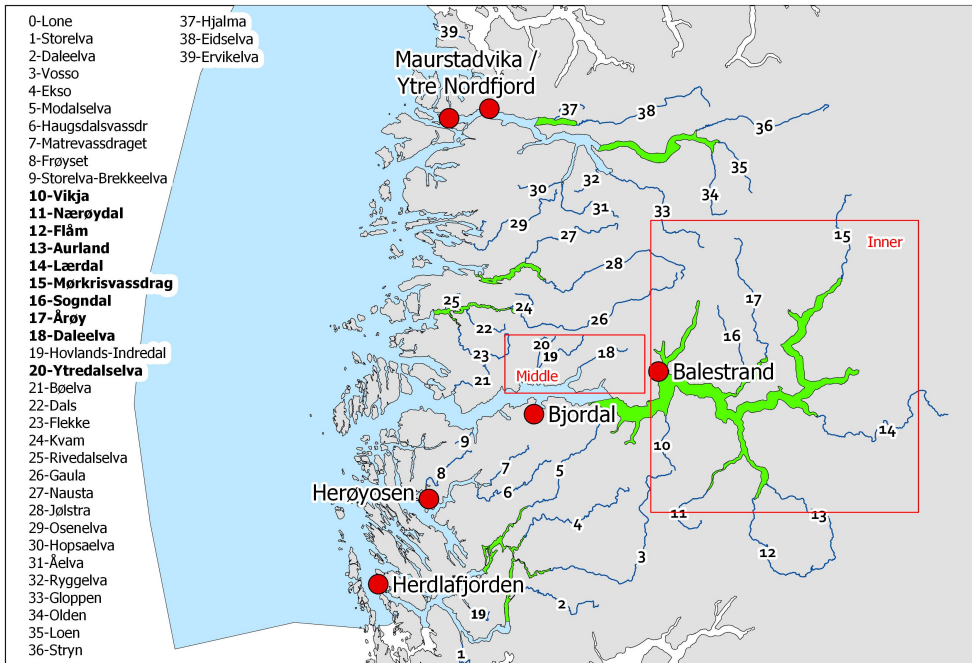 0-Lone
1-Storelva
2-Daleelva
3-Vosso
4-Ekso
5-Modalselva
6-Haugsdalsvassdr
7-Matrevassdraget
8-Frøyset
9-Storelva-Brekkeelva
10-Vikja
11-Nærøydal
12-Flåm
13-Aurland
14-Lærdal
15-Mørkrisvassdrag
16-Sogndal
17-Årøy
18-Daleelva
19-Hovlands-Indredal
20-Ytredalselva
21-Bøelva
22-Dals
23-Flekke
24-Kvam
25-Rivedalselva
26-Gaula
27-Nausta
28-Jølstra
29-Osenelva
30-Hopsaelva
31-Åelva
32-Ryggelva
33-Gloppen
34-Olden
35-Loen
36-Stryn
37-Hjalma
38-Eidselva
39-Ervikelva
39
Maurstadvika /
Ytre Nordfjord
37
38
36
35
34
33
32
30
31
29
27
28
15
Inner
25
24
26
22
17
16
20
19
18
23
21
Middle
Balestrand
Bjordal
14
10
9
8
7
6
5
Herøyosen
4
3
11
12
13
Herdlafjorden
19
2
1